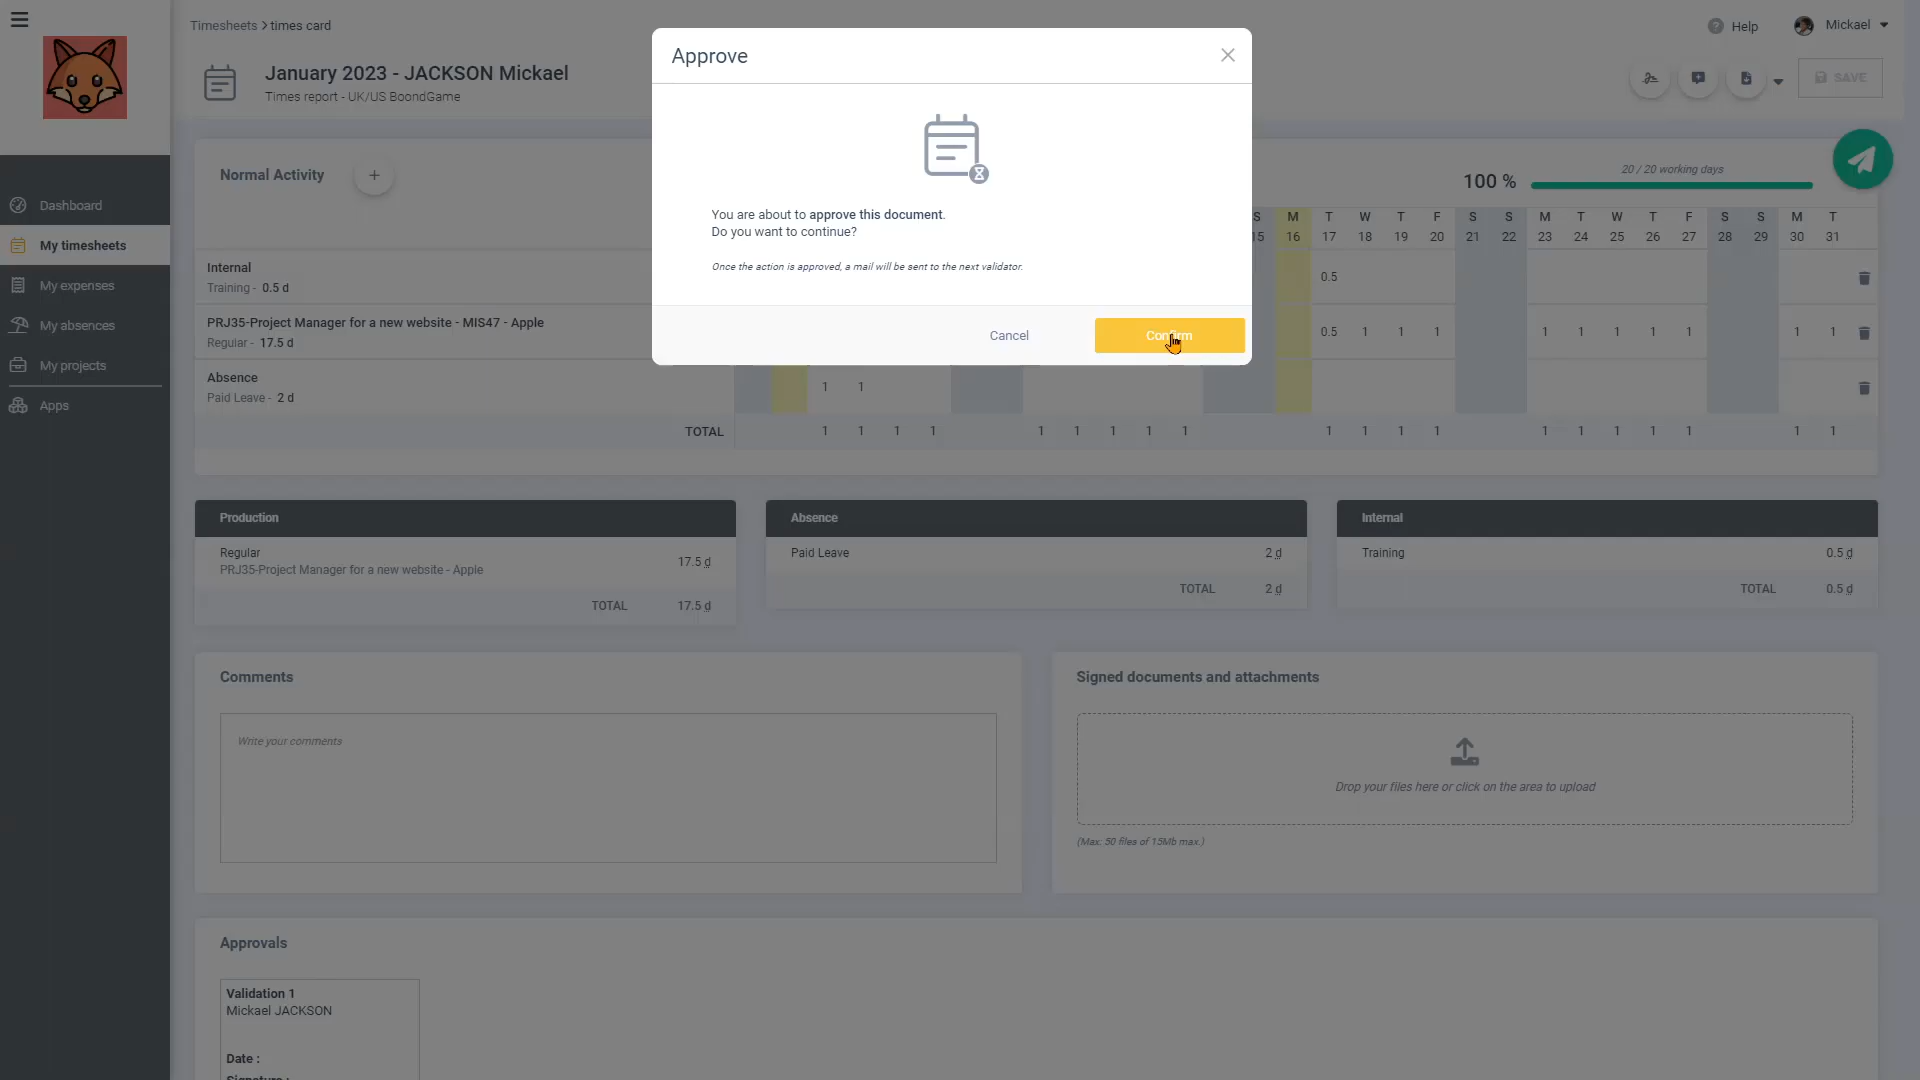 Timesheets > times card
Help
Mickael
January 2023 - JACKSON Mickael
Times report - UK/US BoondGame
SAVE
Approve
You are about to approve this document.
Do you want to continue?
Once the action is approved, a mail will be sent to the next validator.
Cancel
Confirm
Dashboard
My timesheets
My expenses
My absences
My projects
Apps
Normal Activity
100 %
20 / 20 working days
S M T W T F S S M T W T F S S M T
15 16 17 18 19 20 21 22 23 24 25 26 27 28 29 30 31
Internal
Training - 0.5 d
0.5
PRJ35-Project Manager for a new website - MIS47 - Apple
Regular - 17.5 d
0.5 1 1 1 1 1 1 1 1 1 1
Absence
Paid Leave - 2 d
1 1
TOTAL 1 1 1 1 1 1 1 1 1 1 1 1 1 1 1 1 1 1 1 1
Production
Regular
PRJ35-Project Manager for a new website - Apple
17.5 d
TOTAL 17.5 d
Absence
Paid Leave 2 d
TOTAL 2 d
Internal
Training 0.5 d
TOTAL 0.5 d
Comments
Write your comments
Signed documents and attachments
Drop your files here or click on the area to upload
(Max: 50 files of 15Mb max.)
Approvals
Validation 1
Mickael JACKSON
Date :
Signature :